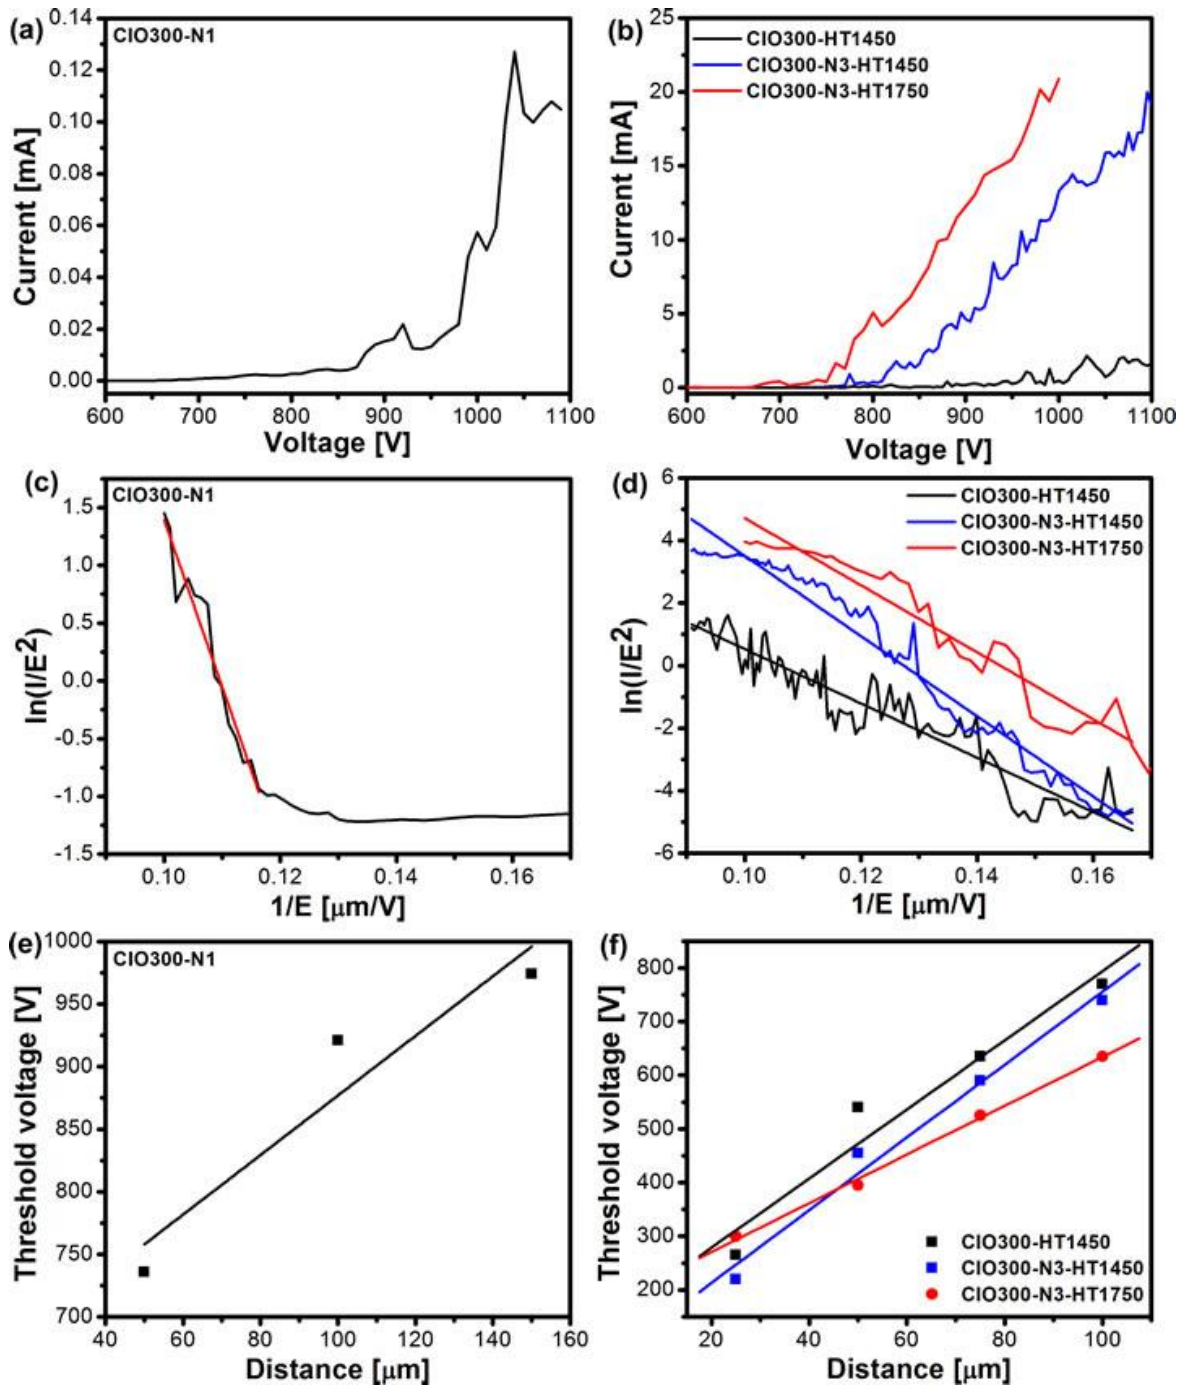 (a)
CIO300-N1
0.14
0.12
0.10
0.08
0.06
0.04
0.02
0.00
Current [mA]
600 700 800 900 1000 1100
Voltage [V]
(b)
CIO300-HT1450
CIO300-N3-HT1450
CIO300-N3-HT1750
25
20
15
10
5
0
Current [mA]
600 700 800 900 1000 1100
Voltage [V]
(c)
CIO300-N1
1.5
1.0
0.5
0.0
-0.5
-1.0
-1.5
ln(I/E²)
0.10 0.12 0.14 0.16
1/E [μm/V]
(d)
CIO300-HT1450
CIO300-N3-HT1450
CIO300-N3-HT1750
6
4
2
0
-2
-4
-6
ln(I/E²)
0.10 0.12 0.14 0.16
1/E [μm/V]
(e)
CIO300-N1
1000
975
950
925
900
875
850
825
800
775
750
725
700
Threshold voltage [V]
40 60 80 100 120 140 160
Distance [μm]
(f)
800
700
600
500
400
300
200
Threshold voltage [V]
CIO300-HT1450
CIO300-N3-HT1450
CIO300-N3-HT1750
20 40 60 80 100
Distance [μm]